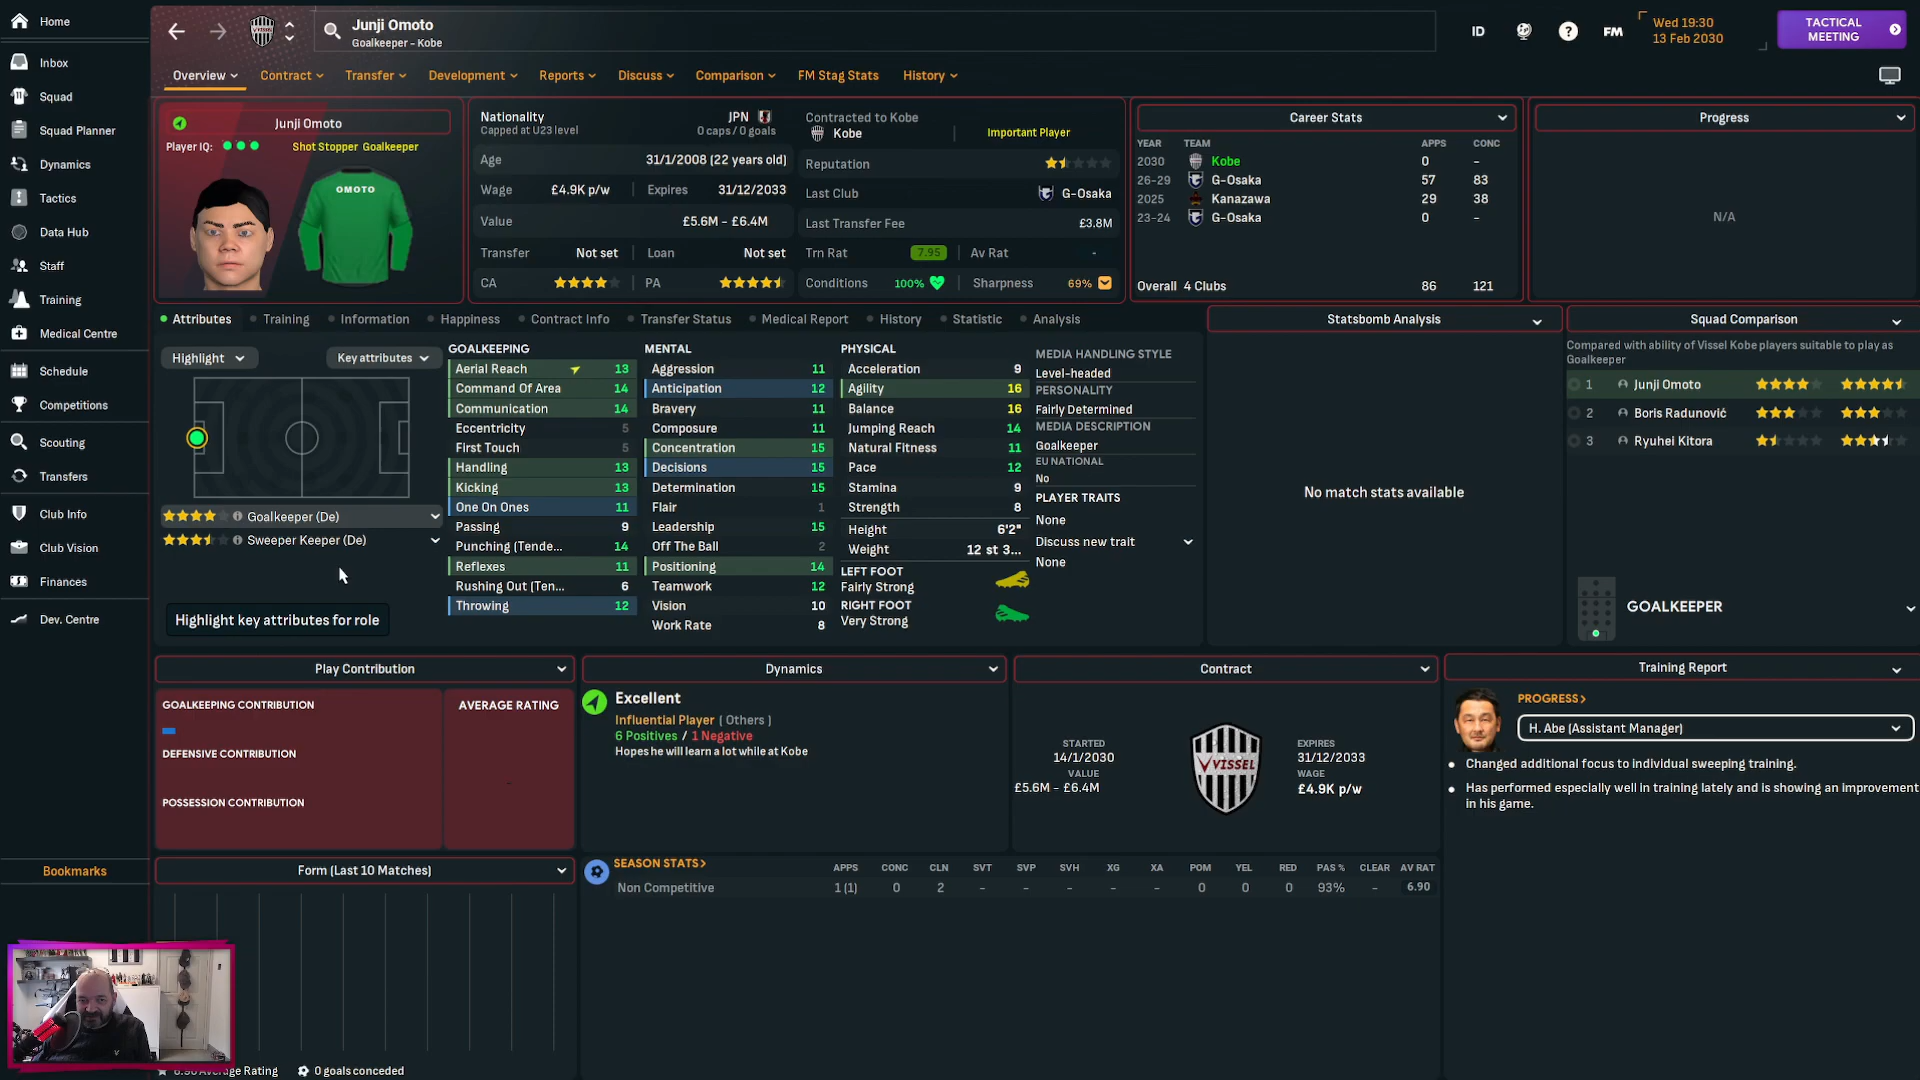 Home
Inbox
Squad
Squad Planner
Dynamics
Tactics
Data Hub
Staff
Training
Medical Centre
Schedule
Competitions
Scouting
Transfers
Club Info
Club Vision
Finances
Dev. Centre
Bookmarks
Junji Omoto
Goalkeeper - Kobe
ID
FM
Wed 19:30
13 Feb 2030
TACTICAL MEETING
Overview Contract Transfer Development Reports Discuss Comparison FM Stag Stats History
Junji Omoto
Player IQ: Shot Stopper Goalkeeper
OMOTO
Nationality JPN
Capped at U23 level 0 caps / 0 goals
Age 31/1/2008 (22 years old)
Wage £4.9K p/w Expires 31/12/2033
Value £5.6M - £6.4M
Transfer Not set Loan Not set
CA PA
Contracted to Kobe
Kobe Important Player
Reputation
Last Club G-Osaka
Last Transfer Fee £3.8M
Trn Rat 7.95 Av Rat -
Conditions 100% Sharpness 69%
Career Stats
YEAR TEAM APPS CONC
2030 Kobe 0 -
26-29 G-Osaka 57 83
2025 Kanazawa 29 38
23-24 G-Osaka 0 -
Overall 4 Clubs 86 121
Progress
N/A
Attributes Training Information Happiness Contract Info Transfer Status Medical Report History Statistic Analysis
Highlight Key attributes
Goalkeeper (De)
Sweeper Keeper (De)
Highlight key attributes for role
GOALKEEPING
Aerial Reach 13
Command Of Area 14
Communication 14
Eccentricity 5
First Touch 5
Handling 13
Kicking 13
One On Ones 11
Passing 9
Punching (Tende... 14
Reflexes 11
Rushing Out (Ten... 6
Throwing 12
MENTAL
Aggression 11
Anticipation 12
Bravery 11
Composure 11
Concentration 15
Decisions 15
Determination 15
Flair 1
Leadership 15
Off The Ball 2
Positioning 14
Teamwork 12
Vision 10
Work Rate 8
PHYSICAL
Acceleration 9
Agility 16
Balance 16
Jumping Reach 14
Natural Fitness 11
Pace 12
Stamina 9
Strength 8
Height 6'2"
Weight 12 st 3...
LEFT FOOT
Fairly Strong
RIGHT FOOT
Very Strong
MEDIA HANDLING STYLE
Level-headed
PERSONALITY
Fairly Determined
MEDIA DESCRIPTION
Goalkeeper
EU NATIONAL
No
PLAYER TRAITS
None
Discuss new trait
None
Statsbomb Analysis
No match stats available
Squad Comparison
Compared with ability of Vissel Kobe players suitable to play as
Goalkeeper
1 Junji Omoto
2 Boris Radunović
3 Ryuhei Kitora
GOALKEEPER
Play Contribution
GOALKEEPING CONTRIBUTION
DEFENSIVE CONTRIBUTION
POSSESSION CONTRIBUTION
AVERAGE RATING
-
Dynamics
Excellent
Influential Player ( Others )
6 Positives / 1 Negative
Hopes he will learn a lot while at Kobe
Contract
STARTED
14/1/2030
VALUE
£5.6M - £6.4M
VISSEL
EXPIRES
31/12/2033
WAGE
£4.9K p/w
Training Report
PROGRESS>
H. Abe (Assistant Manager)
• Changed additional focus to individual sweeping training.
• Has performed especially well in training lately and is showing an improvement
in his game.
Form (Last 10 Matches)
6.90 Average Rating 0 goals conceded
SEASON STATS> APPS CONC CLN SVT SVP SVH XG XA POM YEL RED PAS % CLEAR AV RAT
Non Competitive 1 (1) 0 2 - - - - - 0 0 0 93% - 6.90